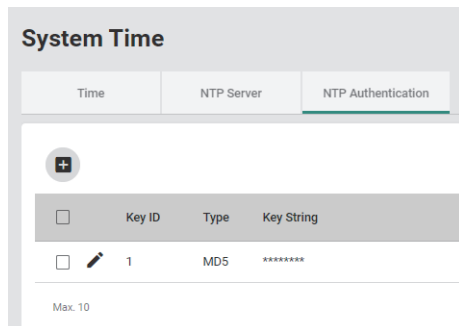 System Time
Time NTP Server NTP Authentication
Key ID Type Key String
1 MD5 ********
Max. 10